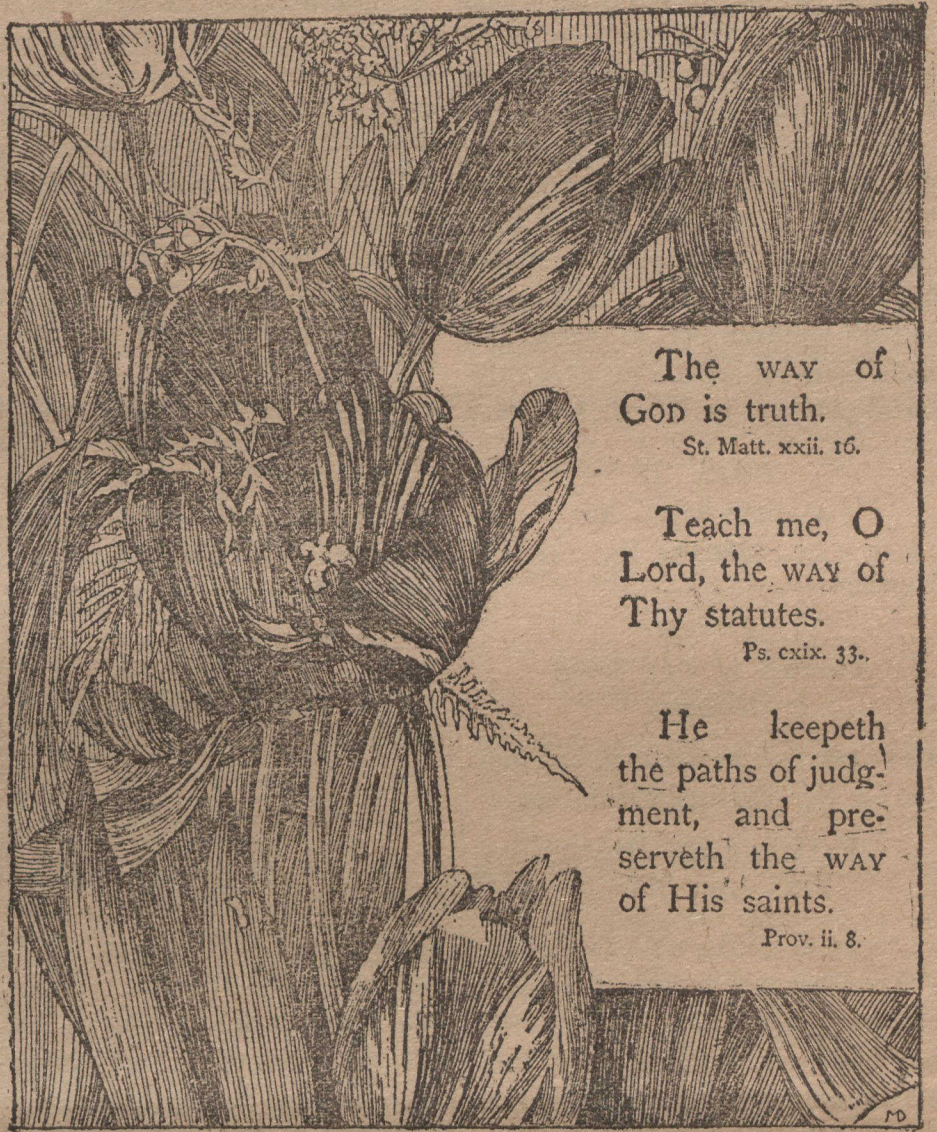 The WAY of
GOD is truth.
St. Matt. xxii. 16.
Teach me, O
Lord, the WAY of
Thy statutes.
Ps. cxix. 33.
He keepeth
the paths of judg-
ment, and pre-
serveth the WAY
of His saints.
Prov. ii. 8.
MD